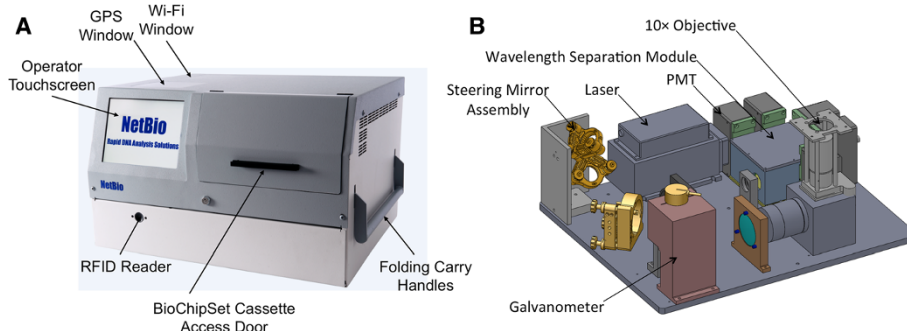 A
GPS
Window
Wi-Fi
Window
Operator
Touchscreen
NetBio
Rapid DNA Analysis Solutions
NetBio
RFID Reader
BioChipSet Cassette
Access Door
Folding Carry
Handles
B
10× Objective
Wavelength Separation Module
PMT
Steering Mirror
Assembly
Laser
Galvanometer